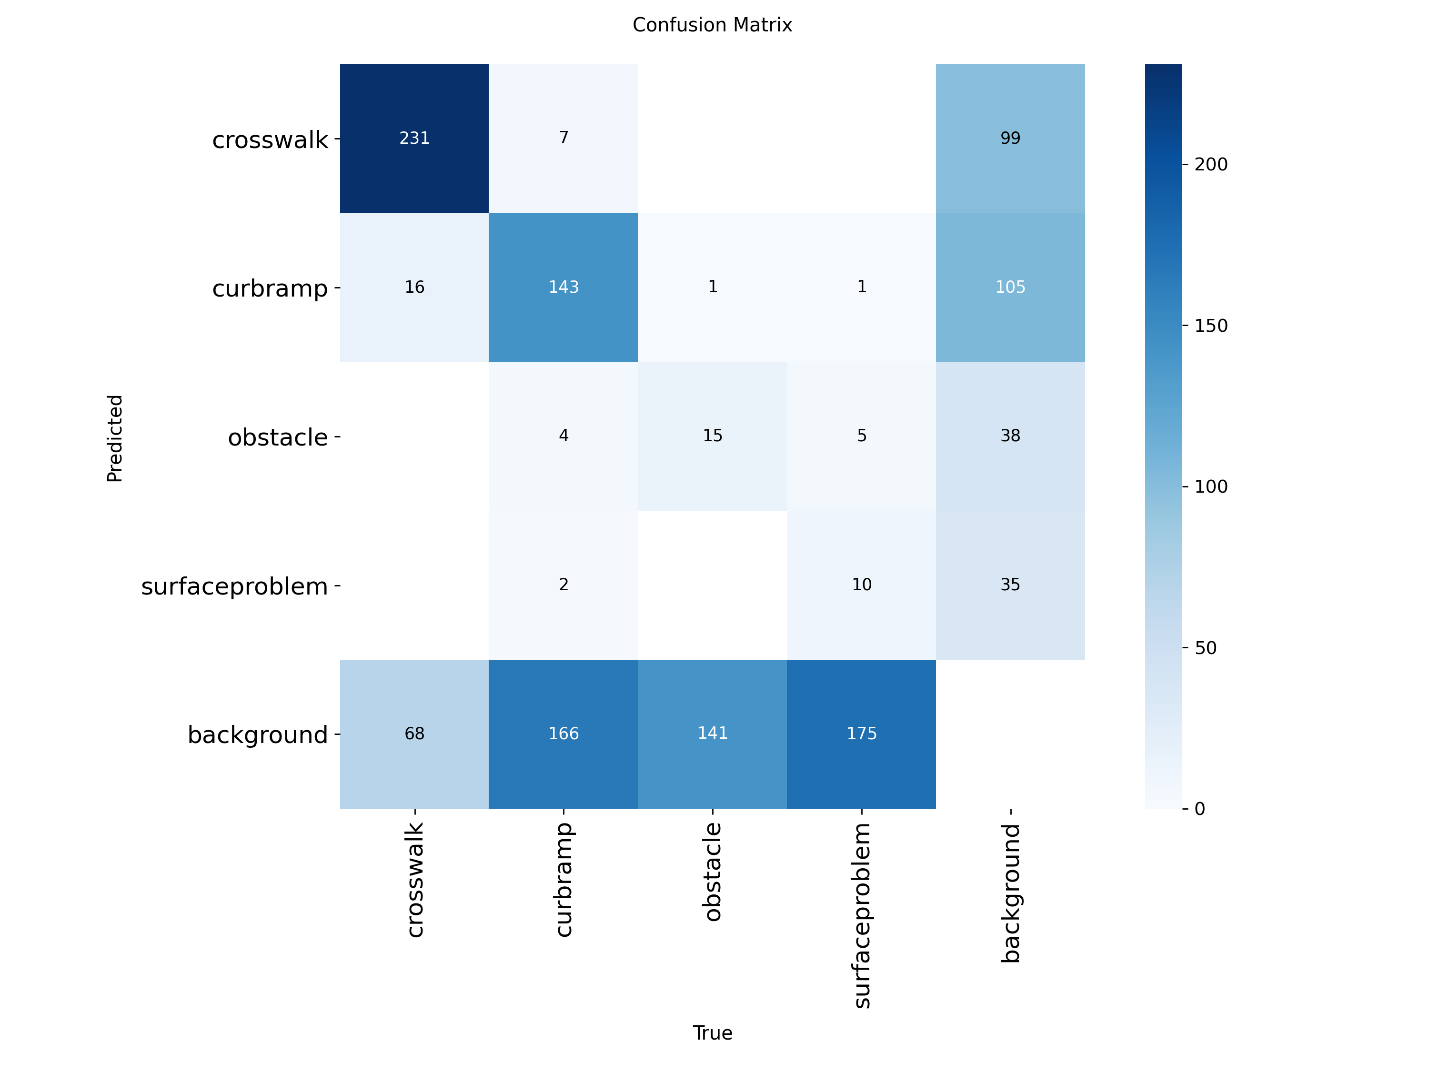 Confusion Matrix
crosswalk
231 7 99
curbramp
16 143 1 1 105
obstacle
4 15 5 38
surfaceproblem
2 10 35
background
68 166 141 175
Predicted
crosswalk
curbramp
obstacle
surfaceproblem
background
True
200
150
100
50
0